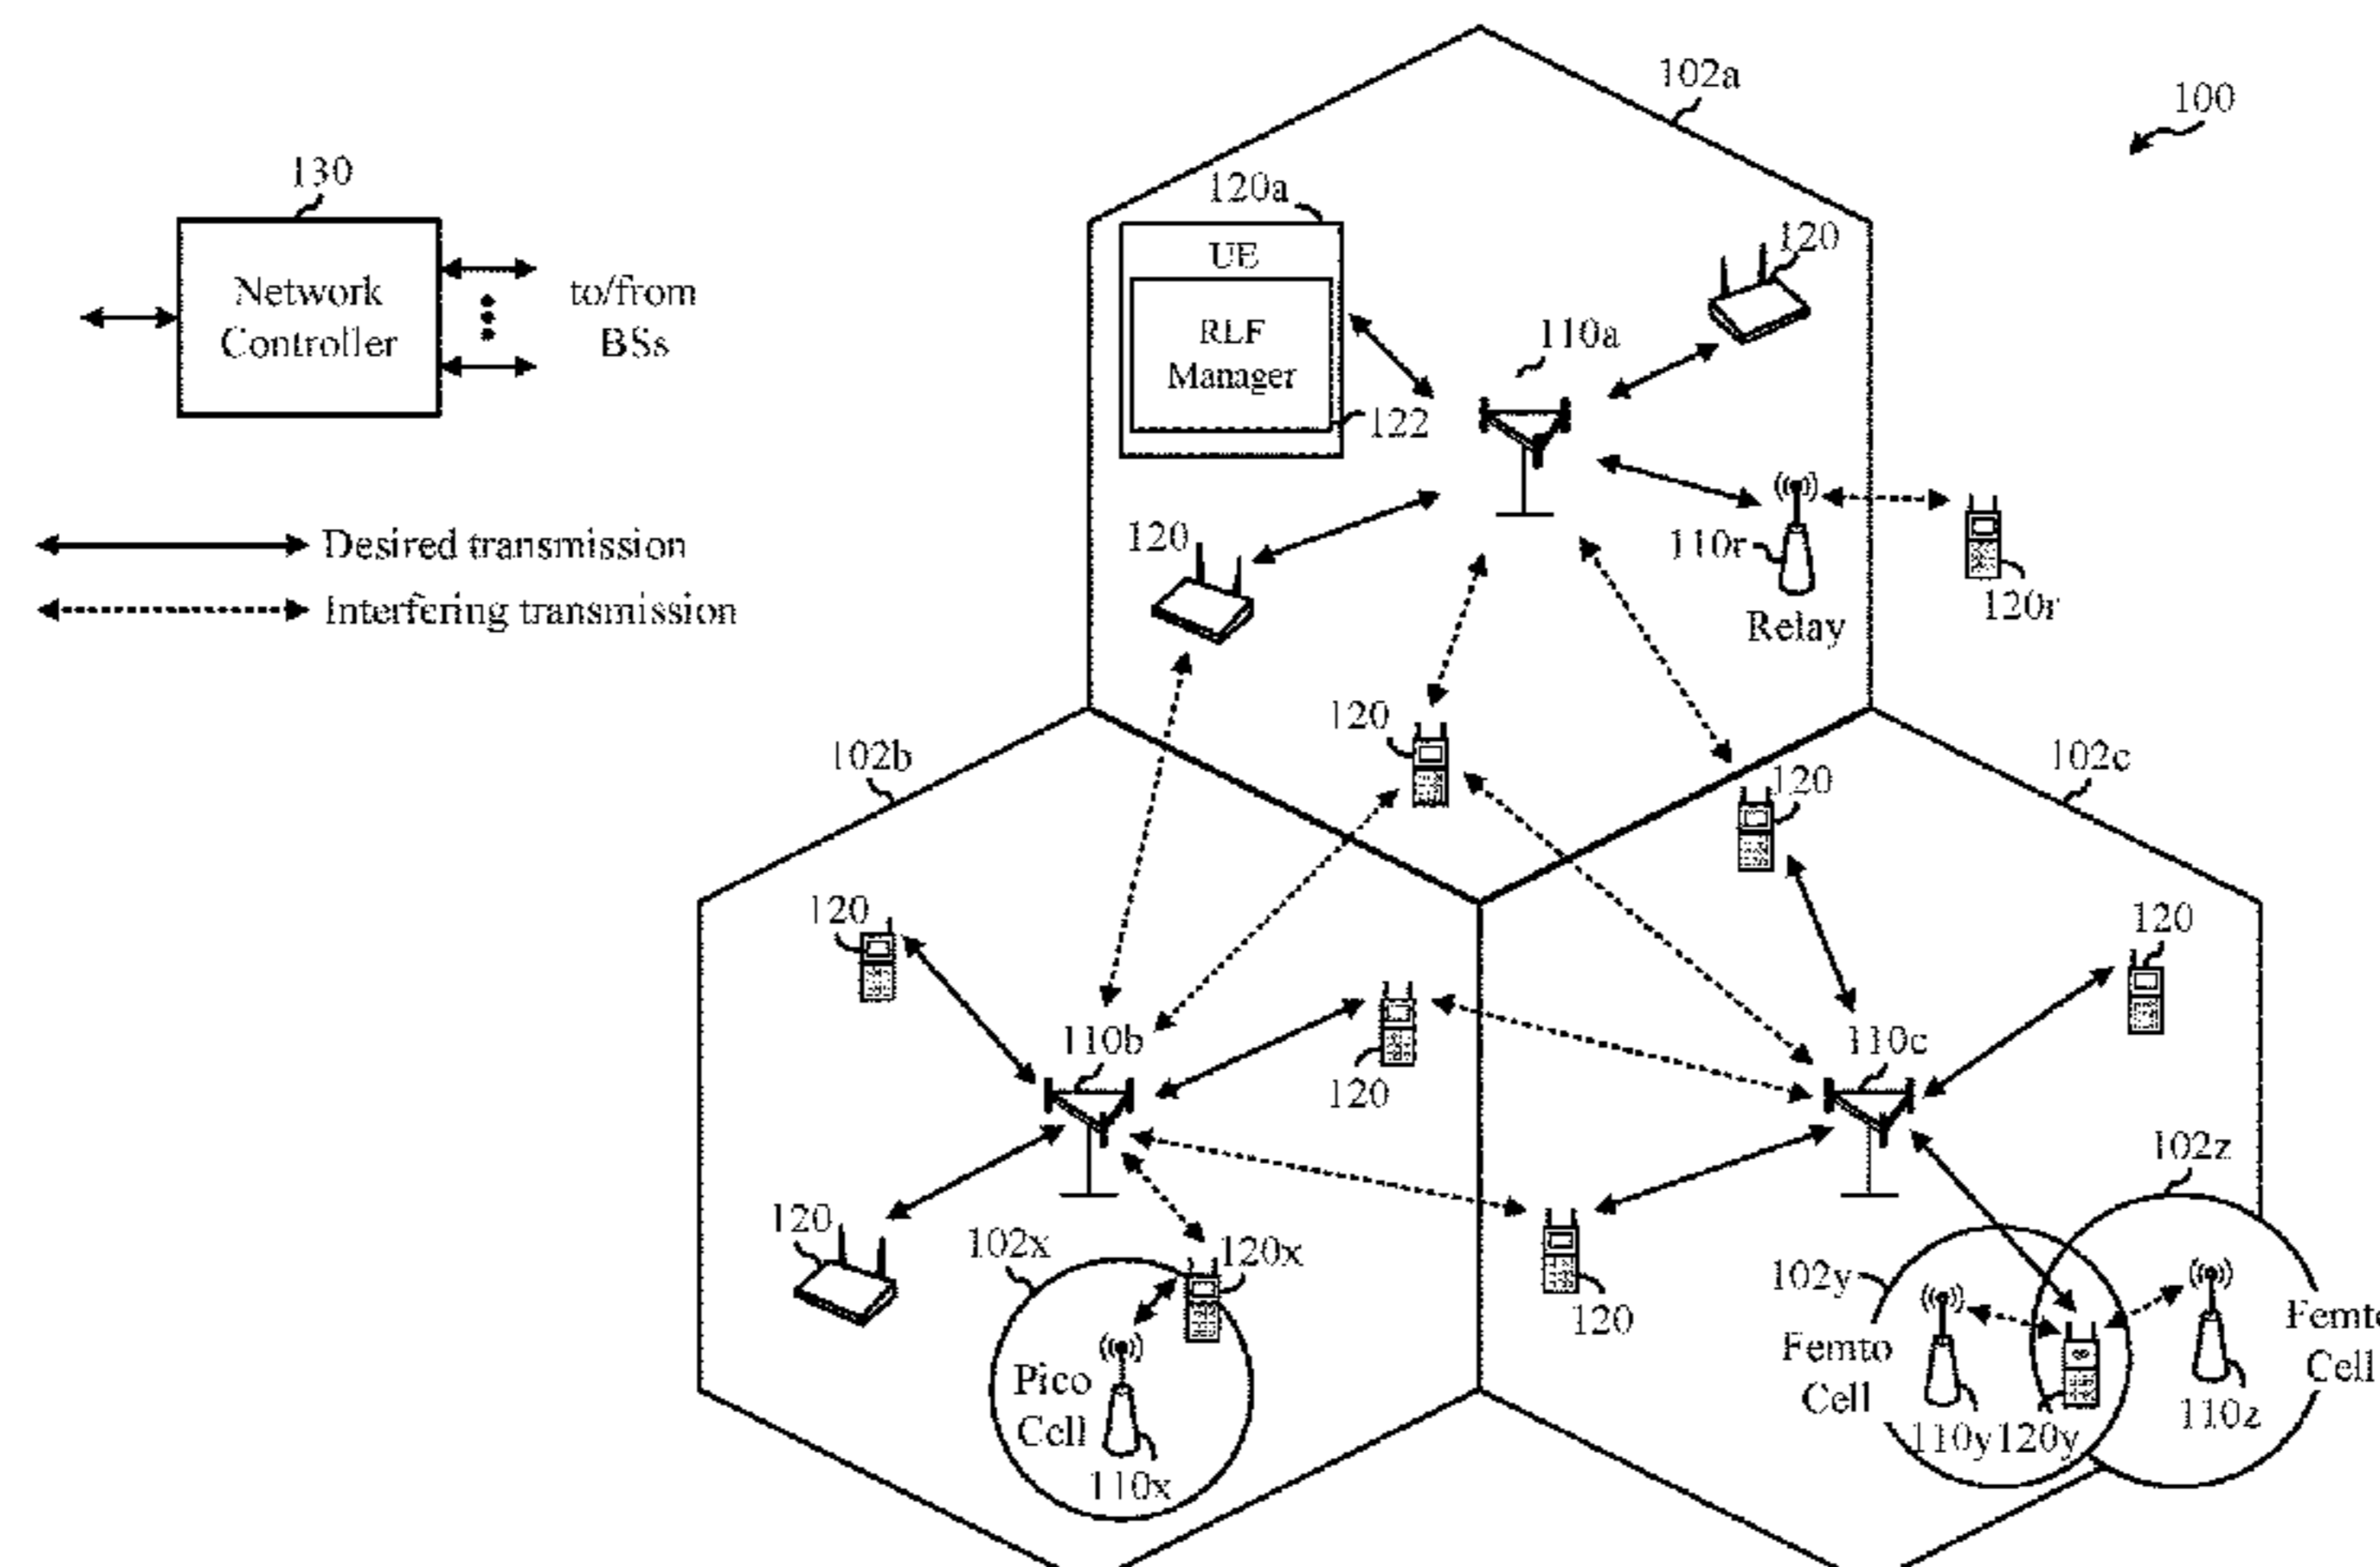 102a
100
130
120a
UE
120
Network
Controller
to/from
BSs
RLF
Manager
110a
122
Desired transmission
120
110r
Interfering transmission
120r
Relay
120
102b
102c
120
120
120
110b
110c
120
102z
120
102x
120x
102y
120
Pico
Cell
Femto
Cell
Femto
Cell
110z
110y
120y
110x